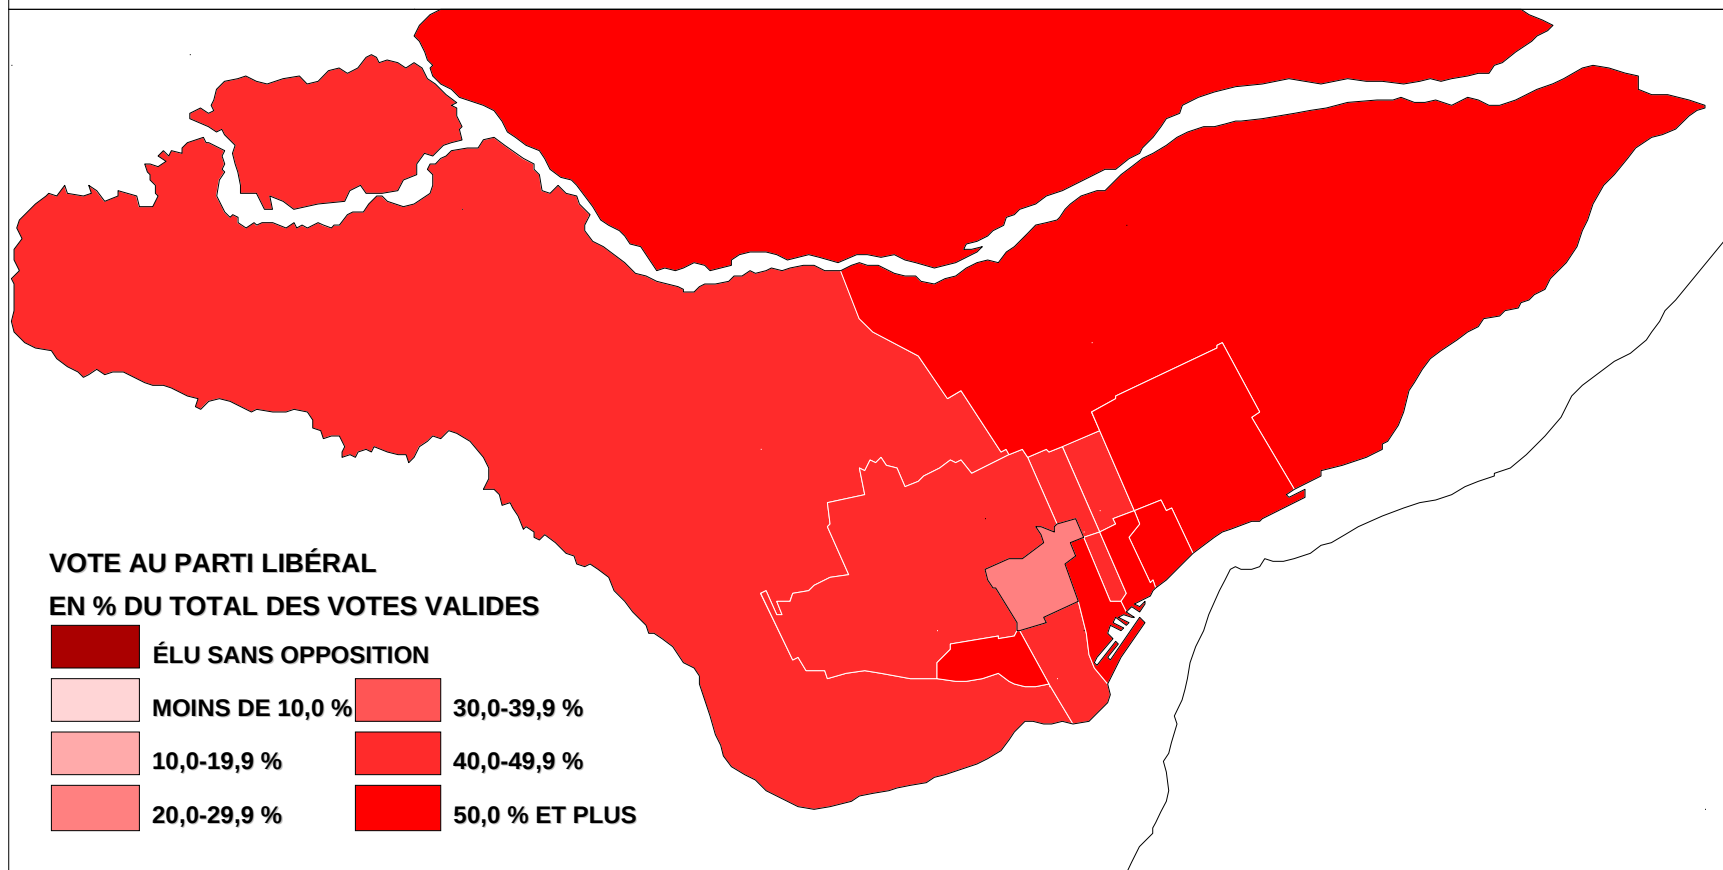 VOTE AU PARTI LIBÉRAL
EN % DU TOTAL DES VOTES VALIDES
ÉLU SANS OPPOSITION
MOINS DE 10,0 %
30,0-39,9 %
10,0-19,9 %
40,0-49,9 %
20,0-29,9 %
50,0 % ET PLUS